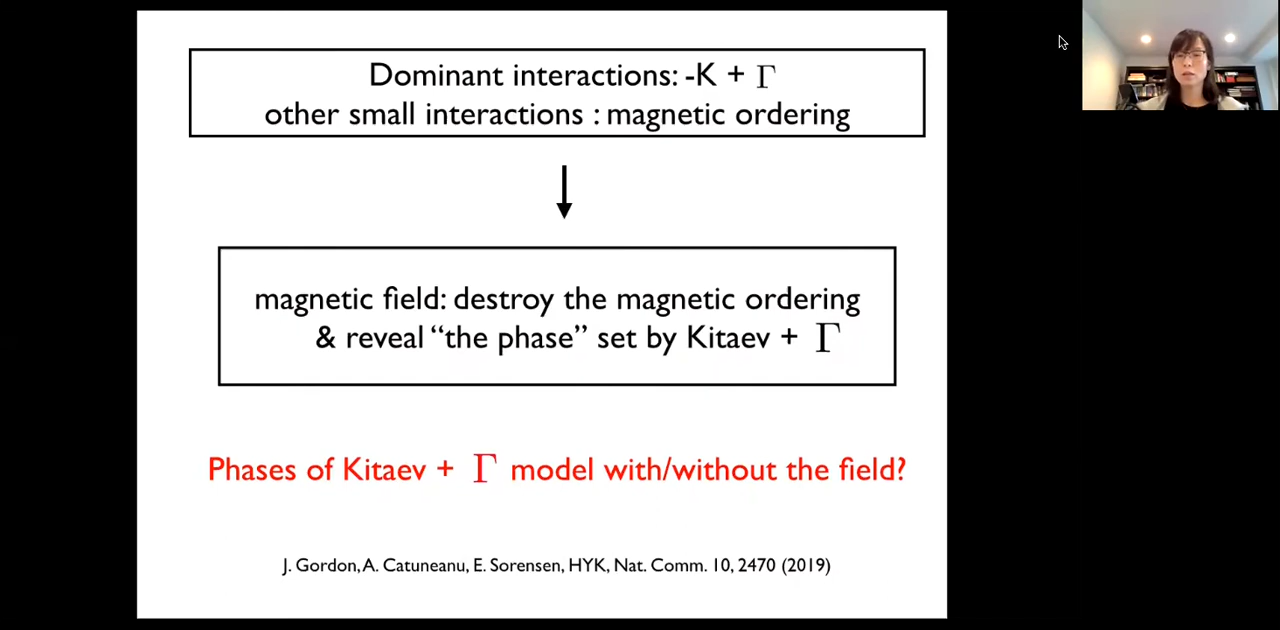 Dominant interactions: -K + Γ
other small interactions : magnetic ordering
magnetic field: destroy the magnetic ordering
& reveal “the phase” set by Kitaev + Γ
Phases of Kitaev + Γ model with/without the field?
J. Gordon, A. Catuneanu, E. Sorensen, HYK, Nat. Comm. 10, 2470 (2019)